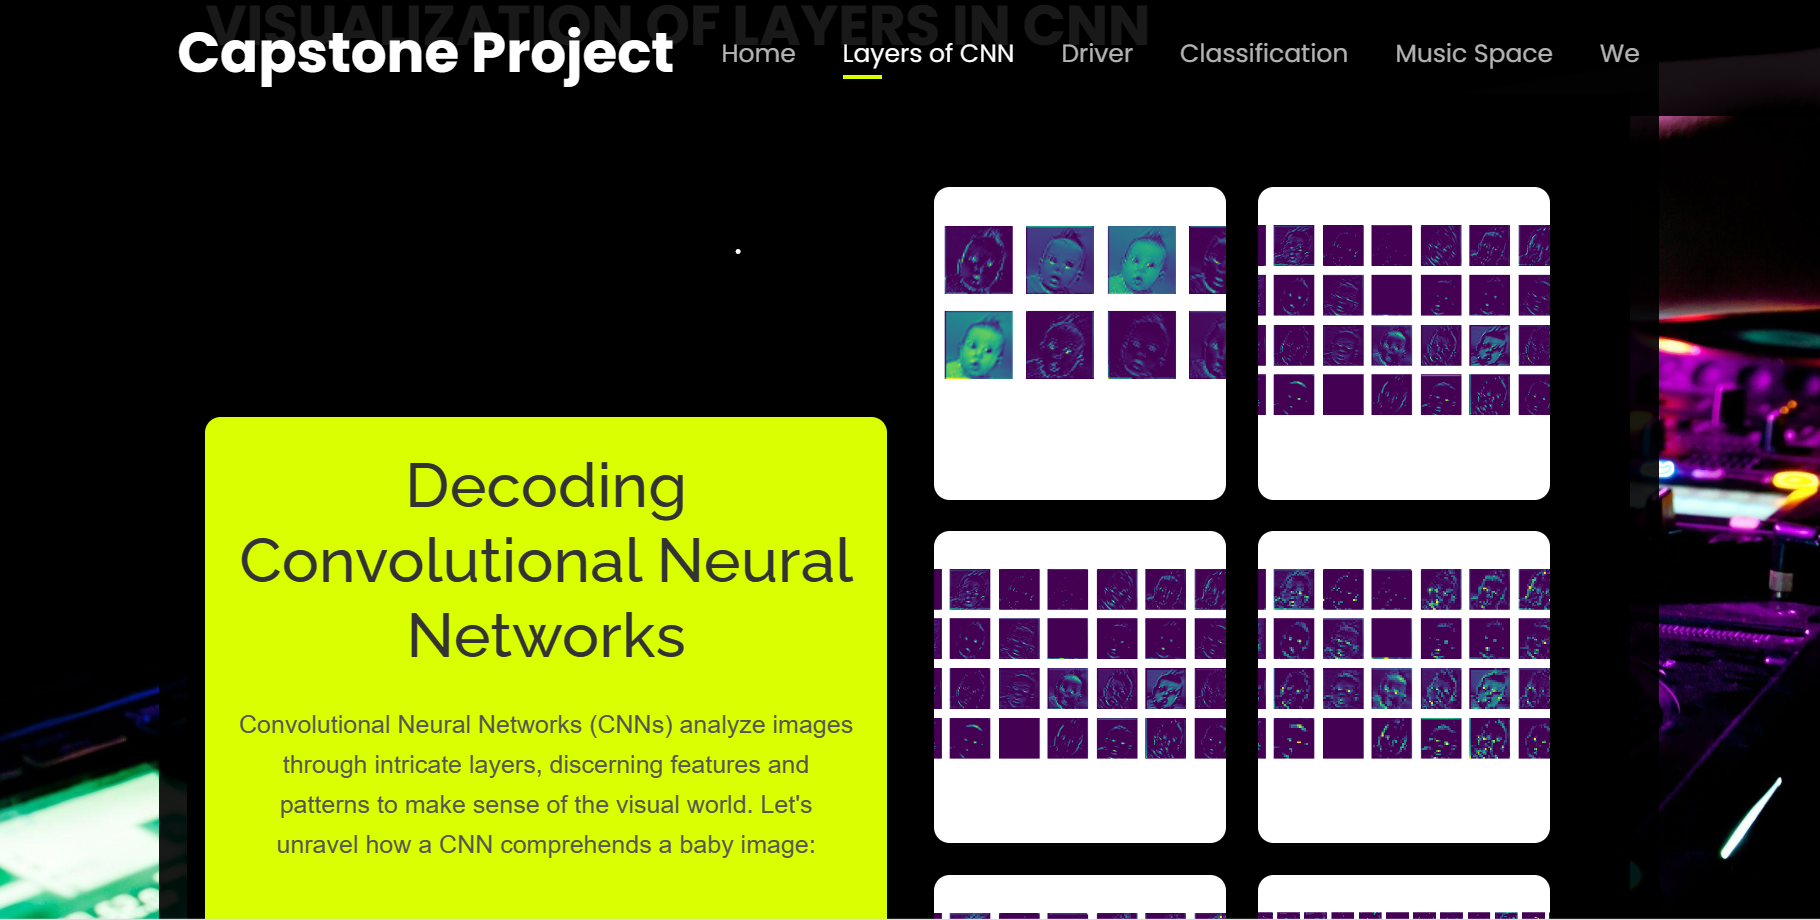 VISUALIZATION OF LAYERS IN CNN
Capstone Project
Home Layers of CNN Driver Classification Music Space We
Decoding
Convolutional Neural
Networks
Convolutional Neural Networks (CNNs) analyze images
through intricate layers, discerning features and
patterns to make sense of the visual world. Let's
unravel how a CNN comprehends a baby image: